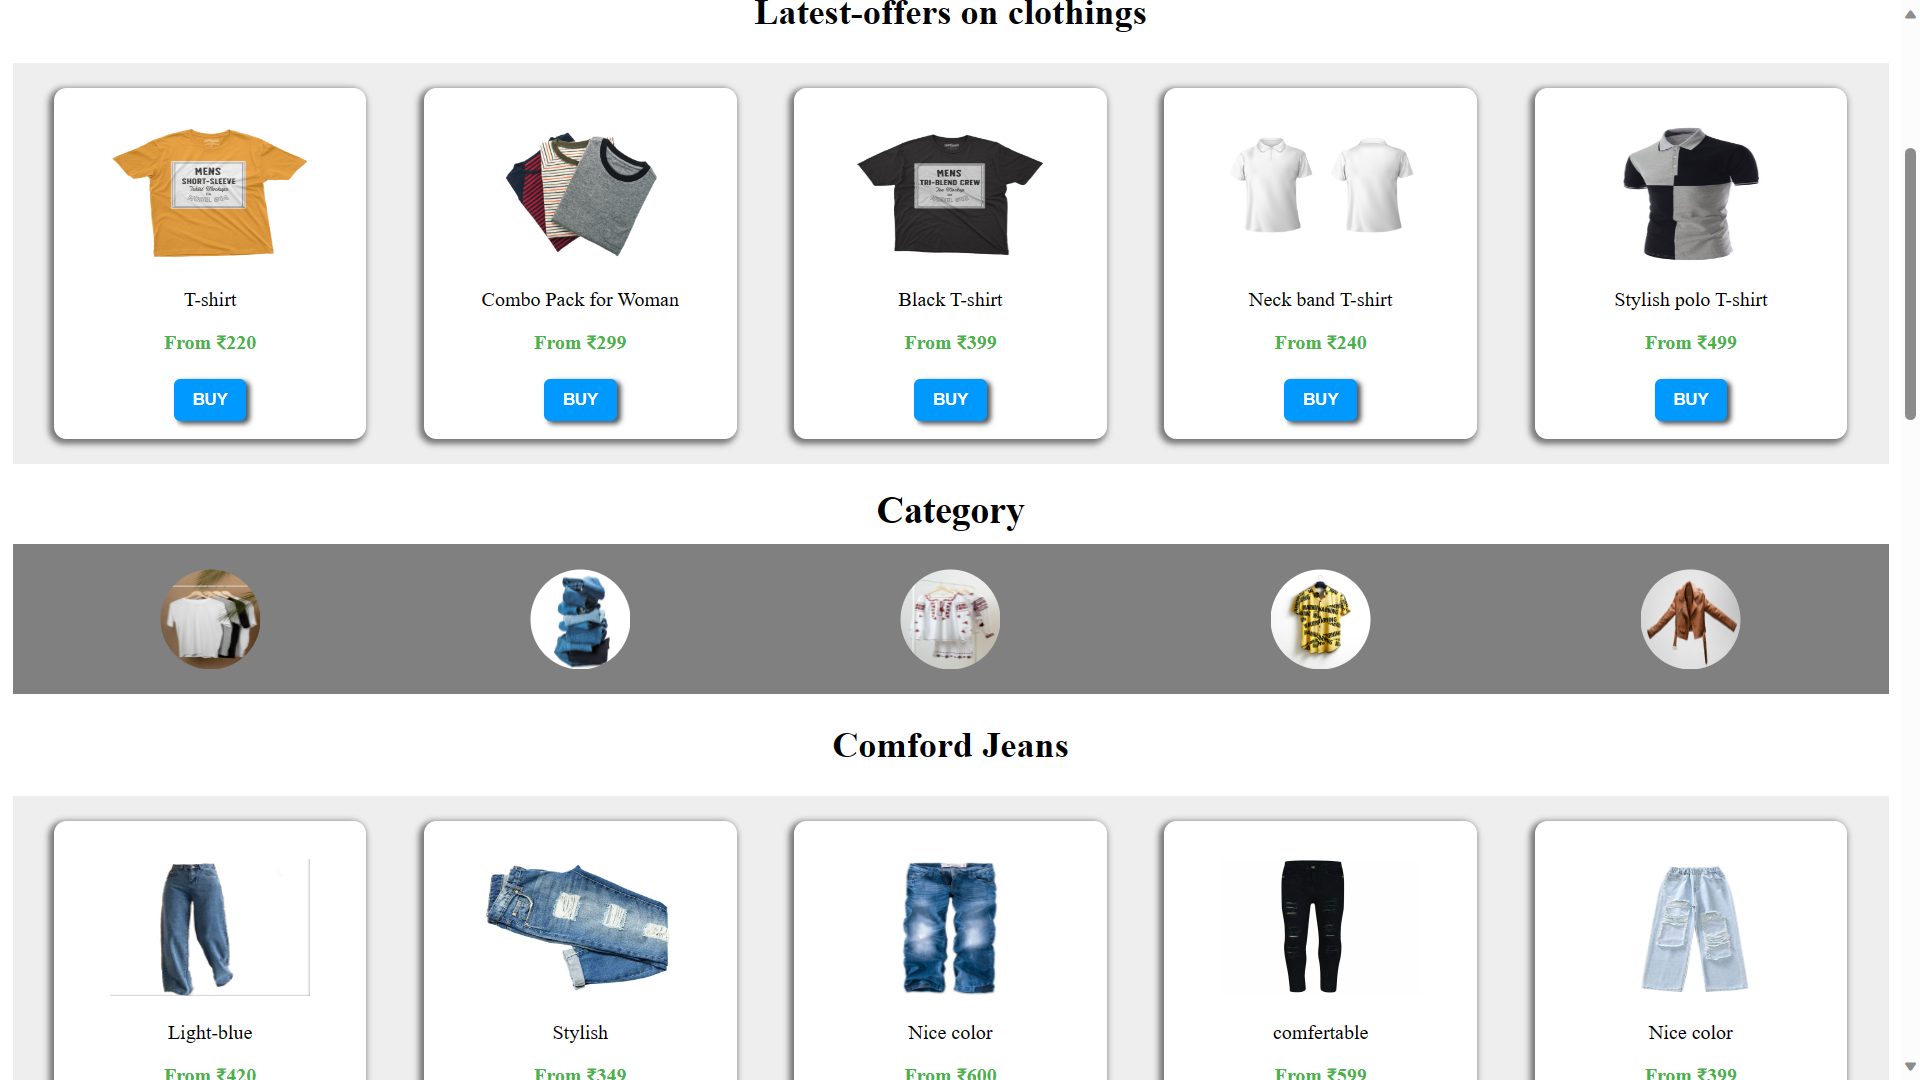 Latest-offers on clothings
MENS
SHORT-SLEEVE
MENS
TRI-BLEND CREW
T-shirt
Combo Pack for Woman
Black T-shirt
Neck band T-shirt
Stylish polo T-shirt
From ₹220
From ₹299
From ₹399
From ₹240
From ₹499
BUY
BUY
BUY
BUY
BUY
Category
Comford Jeans
Light-blue
Stylish
Nice color
comfertable
Nice color
From ₹420
From ₹349
From ₹600
From ₹599
From ₹399